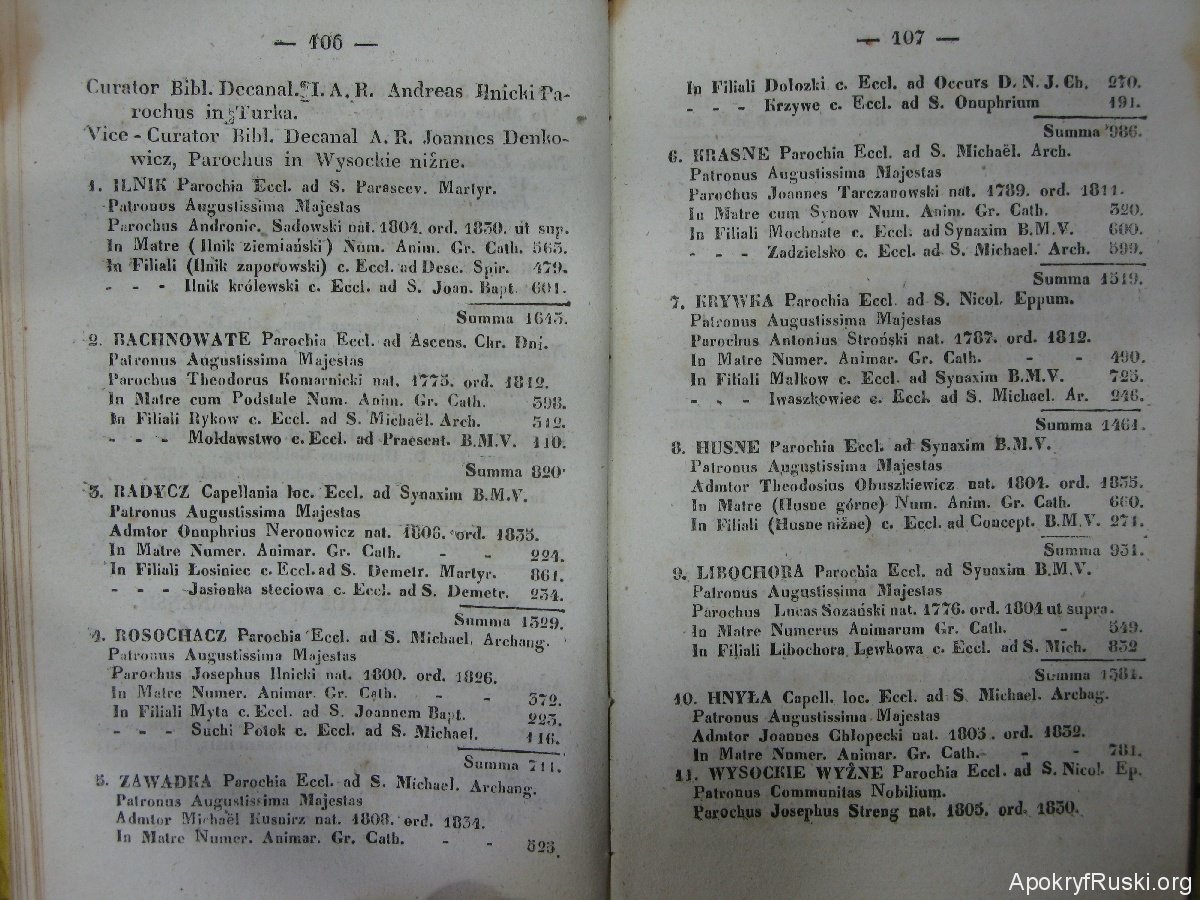 — 106 —
Curator Bibl. Decanal. I. A. R. Andreas Ilnicki Pa-
rochus in Turka.
Vice - Curator Bibl. Decanal A. R. Joannes Denko-
wicz, Parochus in Wysockie niżne.
1. ILNIK Parochia Eccl. ad S. Parascev. Martyr.
Patronus Augustissima Majestas
Parochus Andronic. Sadowski nat. 1804. ord. 1830. ut sup.
In Matre (Ilnik ziemiański) Num. Anim. Gr. Cath. 563.
In Filiali (Ilnik zaporowski) c. Eccl. ad Desc. Spir. 479.
- - - Ilnik królewski c. Eccl. ad S. Joan. Bapt. 601.
Summa 1643.
2. BACHNOWATE Parochia Eccl. ad Ascens. Chr. Dni.
Patronus Augustissima Majestas
Parochus Theodorus Komarnicki nat. 1775. ord. 1812.
In Matre cum Podstale Num. Anim. Gr. Cath. 398.
In Filiali Rykow c. Eccl. ad S. Michaël. Arch. 312.
- - - Mołdawstwo c. Eccl. ad Praesent. B.M.V. 110.
Summa 820.
3. RADYCZ Capellania loc. Eccl. ad Synaxim B.M.V.
Patronus Augustissima Majestas
Admtor Onuphrius Neronowicz nat. 1806. ord. 1835.
In Matre Numer. Animar. Gr. Cath. - - 224.
In Filiali Łosiniec c. Eccl. ad S. Demetr. Martyr. 861.
- - - Jasionka steciowa c. Eccl. ad S. Demetr. 234.
Summa 1329.
4. ROSOCHACZ Parochia Eccl. ad S. Michael. Archang.
Patronus Augustissima Majestas
Parochus Josephus Ilnicki nat. 1800. ord. 1826.
In Matre Numer. Animar. Gr. Cath. - - 372.
In Filiali Myta c. Eccl. ad S. Joannem Bapt. 223.
- - - Suchi Potok c. Eccl. ad S. Michael. 116.
Summa 711.
5. ZAWADKA Parochia Eccl. ad S. Michael. Archang.
Patronus Augustissima Majestas
Admtor Michaël Kusnirz nat. 1808. ord. 1834.
In Matre Numer. Animar. Gr. Cath. - - 525.
— 107 —
In Filiali Dołozki c. Eccl. ad Occurs D. N. J. Ch. 270.
- - - Krzywe c. Eccl. ad S. Onuphrium 191.
Summa 986.
6. KRASNE Parochia Eccl. ad S. Michaël. Arch.
Patronus Augustissima Majestas
Parochus Joannes Tarczanowski nat. 1789. ord. 1811.
In Matre cum Synow Num. Anim. Gr. Cath. 320.
In Filiali Mochnate c. Eccl. ad Synaxim B.M.V. 600.
- - - Zadzielsko c. Eccl. ad S. Michael. Arch. 599.
Summa 1519.
7. KRYWKA Parochia Eccl. ad S. Nicol. Eppum.
Patronus Augustissima Majestas
Parochus Antonius Stroński nat. 1787. ord. 1812.
In Matre Numer. Animar. Gr. Cath. - - 490.
In Filiali Małkow c. Eccl. ad Synaxim B.M.V. 725.
- - - Iwaszkowiec c. Eccl. ad S. Michael. Ar. 246.
Summa 1461.
8. HUSNE Parochia Eccl. ad Synaxim B.M.V.
Patronus Augustissima Majestas
Admtor Theodosius Obuszkiewicz nat. 1804. ord. 1835.
In Matre (Husne górne) Num. Anim. Gr. Cath. 660.
In Filiali (Husne niżne) c. Eccl. ad Concept. B.M.V. 271.
Summa 931.
9. LIBOCHORA Parochia Eccl. ad Synaxim B.M.V.
Patronus Augustissima Majestas
Parochus Lucas Sozański nat. 1776. ord. 1804 ut supra.
In Matre Numerus Animarum Gr. Cath. - 549.
In Filiali Libochora Lewkowa c. Eccl. ad S. Mich. 832
Summa 1381.
10. HNYŁA Capell. loc. Eccl. ad S. Michael. Archag.
Patronus Augustissima Majestas
Admtor Joannes Chłopecki nat. 1803. ord. 1832.
In Matre Numer. Animar. Gr. Cath. - - 781.
11. WYSOCKIE WYŻNE Parochia Eccl. ad S. Nicol. Ep.
Patronus Communitas Nobilium.
Parochus Josephus Streng nat. 1805. ord. 1830.
ApokryfRuski.org